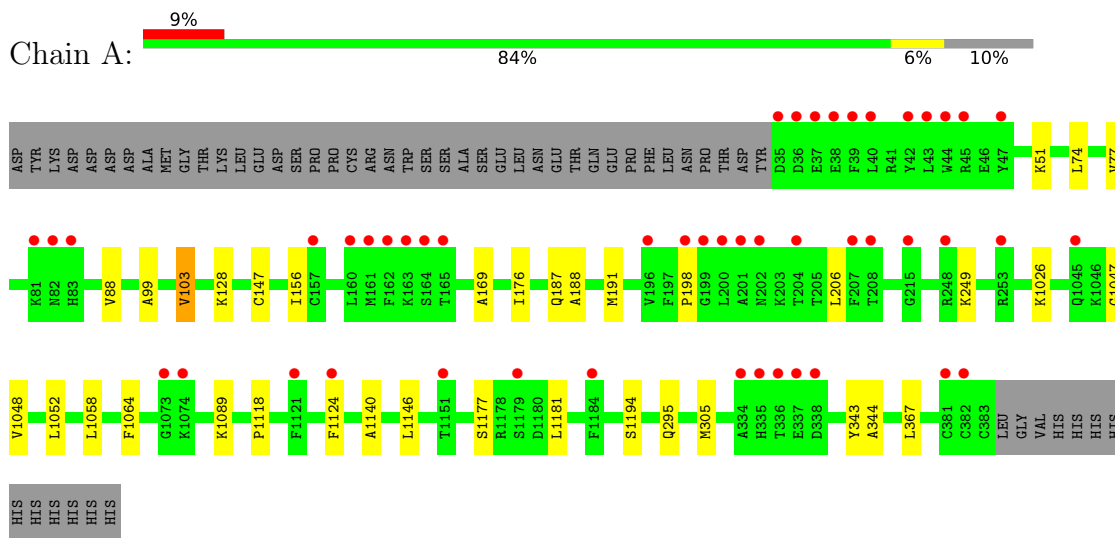 9%
Chain A:
84% 6% 10%
ASP TYR LYS ASP ASP ASP ASP ALA MET GLY THR LYS LEU GLU ASP SER PRO PRO CYS ARG ASN TRP SER SER ALA SER GLU LEU ASN GLU THR GLN GLU PRO PHE LEU ASN PRO THR ASP TYR D35 D36 E37 E38 F39 L40 R41 Y42 L43 W44 R45 E46 Y47 K51 L74 V77
K81 N82 H83 V88 A99 V103 K128 C147 I156 C157 L160 M161 F162 K163 S164 T165 A169 I176 Q187 A188 M191 V196 F197 P198 G199 L200 A201 N202 K203 T204 T205 L206 F207 T208 G215 R248 K249 R253 K1026 Q1045 K1046 G1047
V1048 L1052 L1058 F1064 G1073 K1074 K1089 P1118 F1121 F1124 A1140 L1146 T1151 S1177 R1178 S1179 D1180 L1181 F1184 S1194 Q295 M305 A334 H335 T336 E337 D338 Y343 A344 L367 C381 C382 C383 LEU GLY VAL HIS HIS HIS HIS HIS
HIS HIS HIS HIS HIS